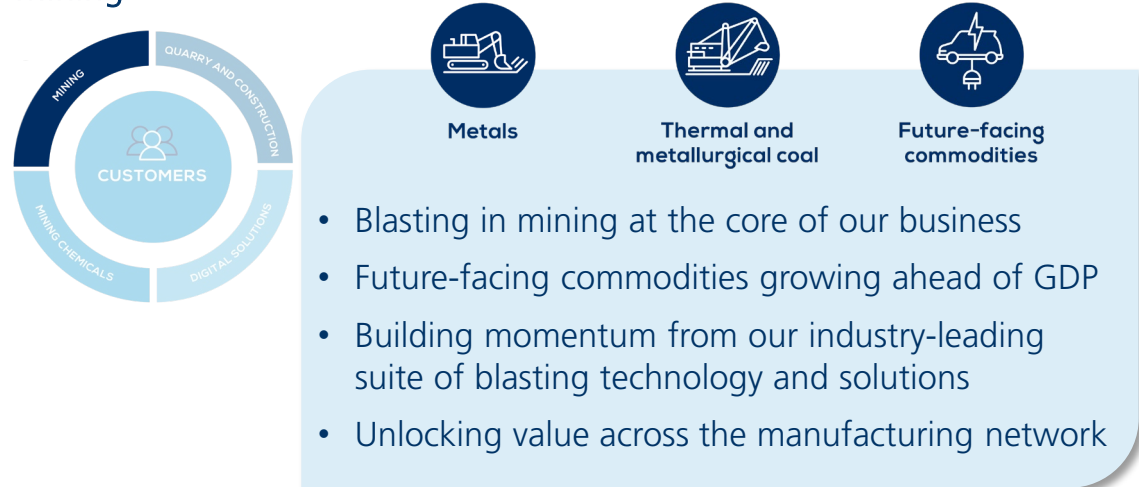 MINING
QUARRY AND CONSTRUCTION
CUSTOMERS
MINING CHEMICALS
DIGITAL SOLUTIONS
Metals
Thermal and
metallurgical coal
Future-facing
commodities
• Blasting in mining at the core of our business
• Future-facing commodities growing ahead of GDP
• Building momentum from our industry-leading
suite of blasting technology and solutions
• Unlocking value across the manufacturing network